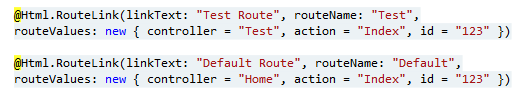 @Html.RouteLink(linkText: "Test Route", routeName: "Test",
routeValues: new { controller = "Test", action = "Index", id = "123" })
@Html.RouteLink(linkText: "Default Route", routeName: "Default",
routeValues: new { controller = "Home", action = "Index", id = "123" })